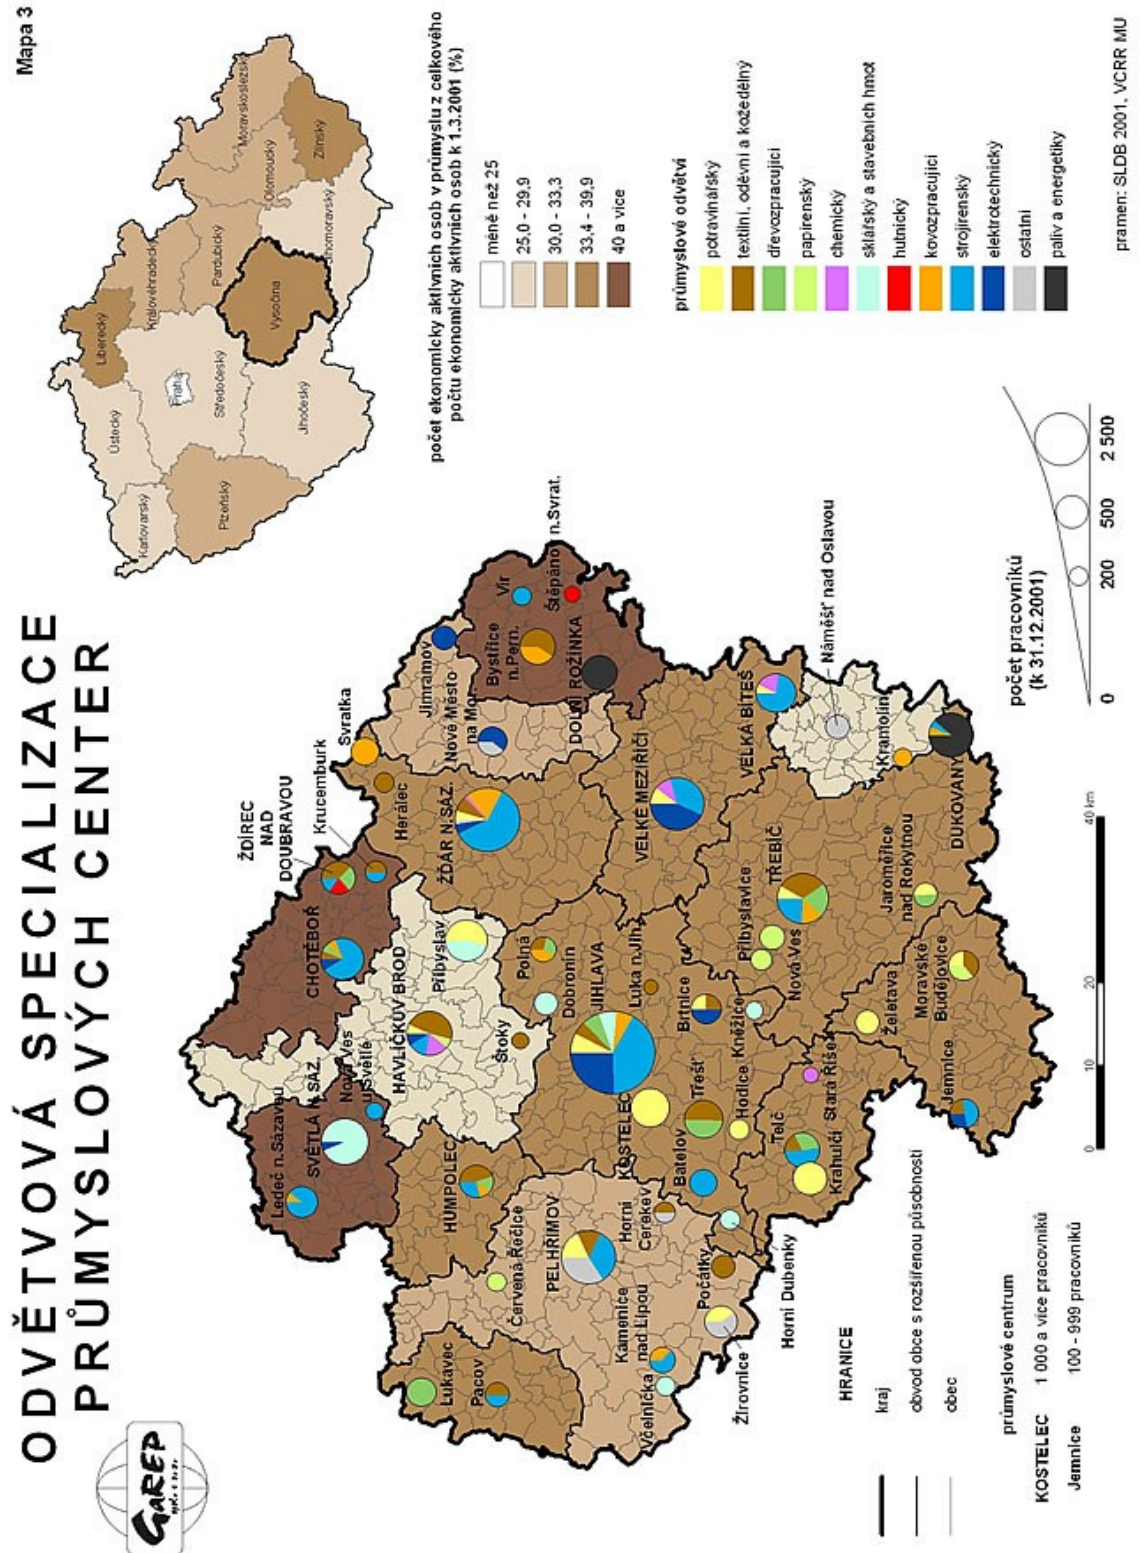 Mapa 3
ODVĚTVOVÁ SPECIALIZACE
PRŮMYSLOVÝCH CENTER
GaREP
Karlovarský
Ústecký
Liberecký
Královéhradecký
Praha
Středočeský
Plzeňský
Jihočeský
Pardubický
Vysočina
Olomoucký
Moravskoslezský
Jihomoravský
Zlínský
počet ekonomicky aktivních osob v průmyslu z celkového
počtu ekonomicky aktivních osob k 1.3.2001 (%)
méně než 25
25,0 - 29,9
30,0 - 33,3
33,4 - 39,9
40 a více
průmyslové odvětví
potravinářský
textilní, oděvní a kožedělný
dřevozpracující
papírenský
chemický
sklářský a stavebních hmot
hutnický
kovozpracující
strojírenský
elektrotechnický
ostatní
paliv a energetiky
ŽDÍREC
NAD
DOUBRAVOU
Krucemburk
Svratka
Herálec
Jimramov
Nové Město
na Mor.
Bystřice
n.Pern.
Vír
Štěpánov n.Svrat.
DOLNÍ ROŽÍNKA
CHOTĚBOŘ
ŽĎÁR N.SÁZ.
Ledeč n.Sázavou
SVĚTLÁ N.SÁZ.
Nová Ves
u Světlé
HAVLÍČKŮV BROD
Přibyslav
Štoky
Polná
Dobronín
JIHLAVA
Luka n.Jihl.
VELKÉ MEZIŘÍČÍ
VELKÁ BÍTEŠ
Náměšť nad Oslavou
Kramolín
DUKOVANY
HUMPOLEC
Lukavec
Pacov
Červená Řečice
PELHŘIMOV
Horní
Cerekev
Kamenice
nad Lipou
Včelnička
Žirovnice
Počátky
Horní Dubenky
KOSTELEC
Batelov
Třešť
Hodice
Kněžice
Brtnice
Přibyslavice
Nová Ves
TŘEBÍČ
Jaroměřice
nad Rokytnou
Telč
Krahulčí
Stará Říše
Želetava
Moravské
Budějovice
Jemnice
HRANICE
kraj
obvod obce s rozšířenou působností
obec
průmyslové centrum
KOSTELEC 1 000 a více pracovníků
Jemnice 100 - 999 pracovníků
0 10 20 40 km
počet pracovníků
(k 31.12.2001)
0 200 500 2 500
pramen: SLDB 2001, VCRR MU